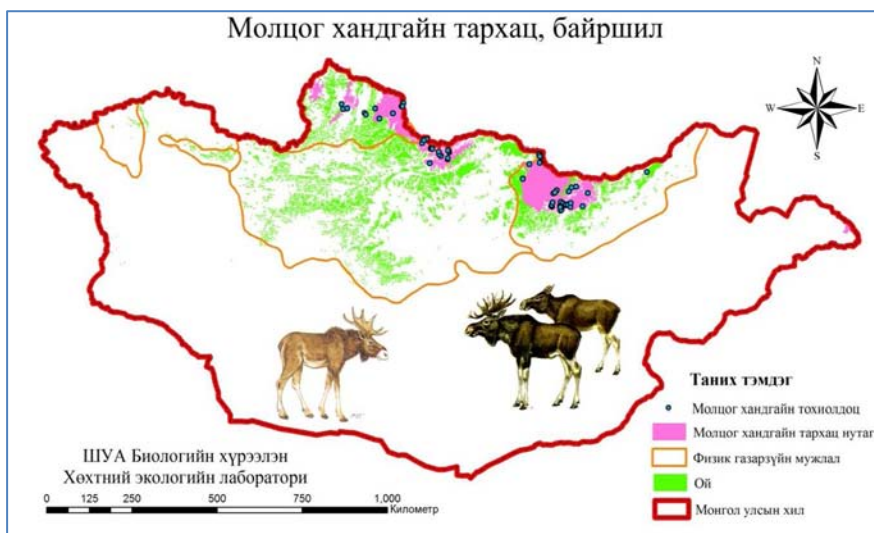 Молцог хандгайн тархац, байршил
N
W E
S
Таних тэмдэг
Молцог хандгайн тохиолдоц
Молцог хандгайн тархац нутаг
Физик газарзүйн мужлал
Ой
Монгол улсын хил
ШУА Биологийн хүрээлэн
Хөхтний экологийн лаборатори
0 125 250 500 750 1,000
Километр